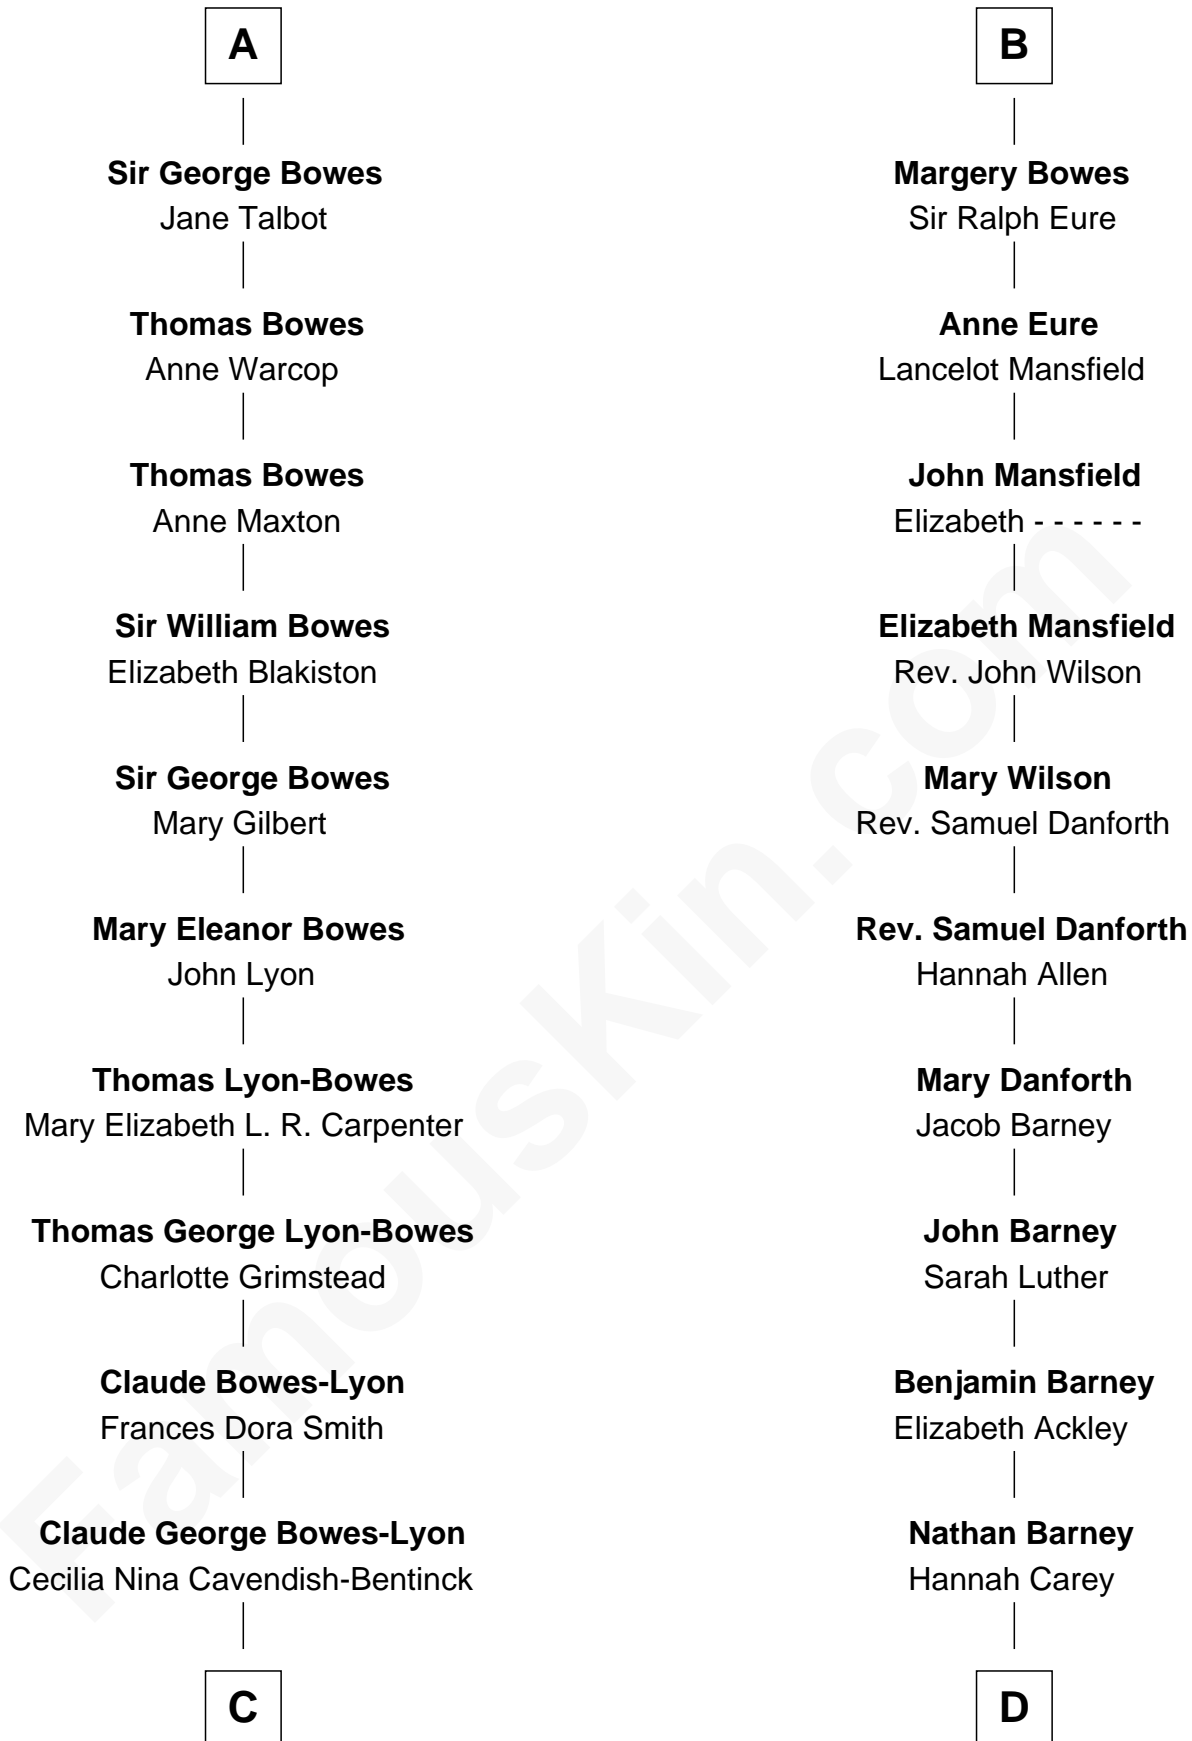 A
Sir George Bowes
Jane Talbot
Thomas Bowes
Anne Warcop
Thomas Bowes
Anne Maxton
Sir William Bowes
Elizabeth Blakiston
Sir George Bowes
Mary Gilbert
Mary Eleanor Bowes
John Lyon
Thomas Lyon-Bowes
Mary Elizabeth L. R. Carpenter
Thomas George Lyon-Bowes
Charlotte Grimstead
Claude Bowes-Lyon
Frances Dora Smith
Claude George Bowes-Lyon
Cecilia Nina Cavendish-Bentinck
C
B
Margery Bowes
Sir Ralph Eure
Anne Eure
Lancelot Mansfield
John Mansfield
Elizabeth - - - - - -
Elizabeth Mansfield
Rev. John Wilson
Mary Wilson
Rev. Samuel Danforth
Rev. Samuel Danforth
Hannah Allen
Mary Danforth
Jacob Barney
John Barney
Sarah Luther
Benjamin Barney
Elizabeth Ackley
Nathan Barney
Hannah Carey
D
FamousKin.com